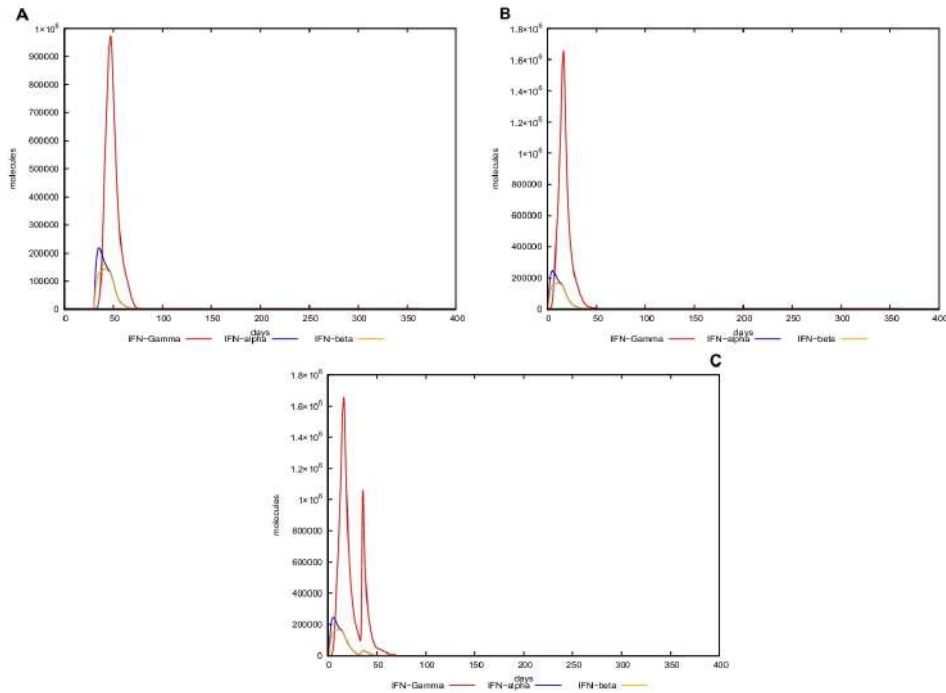 A
1×10⁶
900000
800000
700000
600000
500000
400000
300000
200000
100000
0
molecules
0 50 100 150 200 250 300 350 400
days
IFN-Gamma IFN-alpha IFN-beta
B
1.8×10⁶
1.6×10⁶
1.4×10⁶
1.2×10⁶
1×10⁶
800000
600000
400000
200000
0
molecules
0 50 100 150 200 250 300 350 400
days
IFN-Gamma IFN-alpha IFN-beta
C
1.8×10⁶
1.6×10⁶
1.4×10⁶
1.2×10⁶
1×10⁶
800000
600000
400000
200000
0
molecules
0 50 100 150 200 250 300 350 400
days
IFN-Gamma IFN-alpha IFN-beta